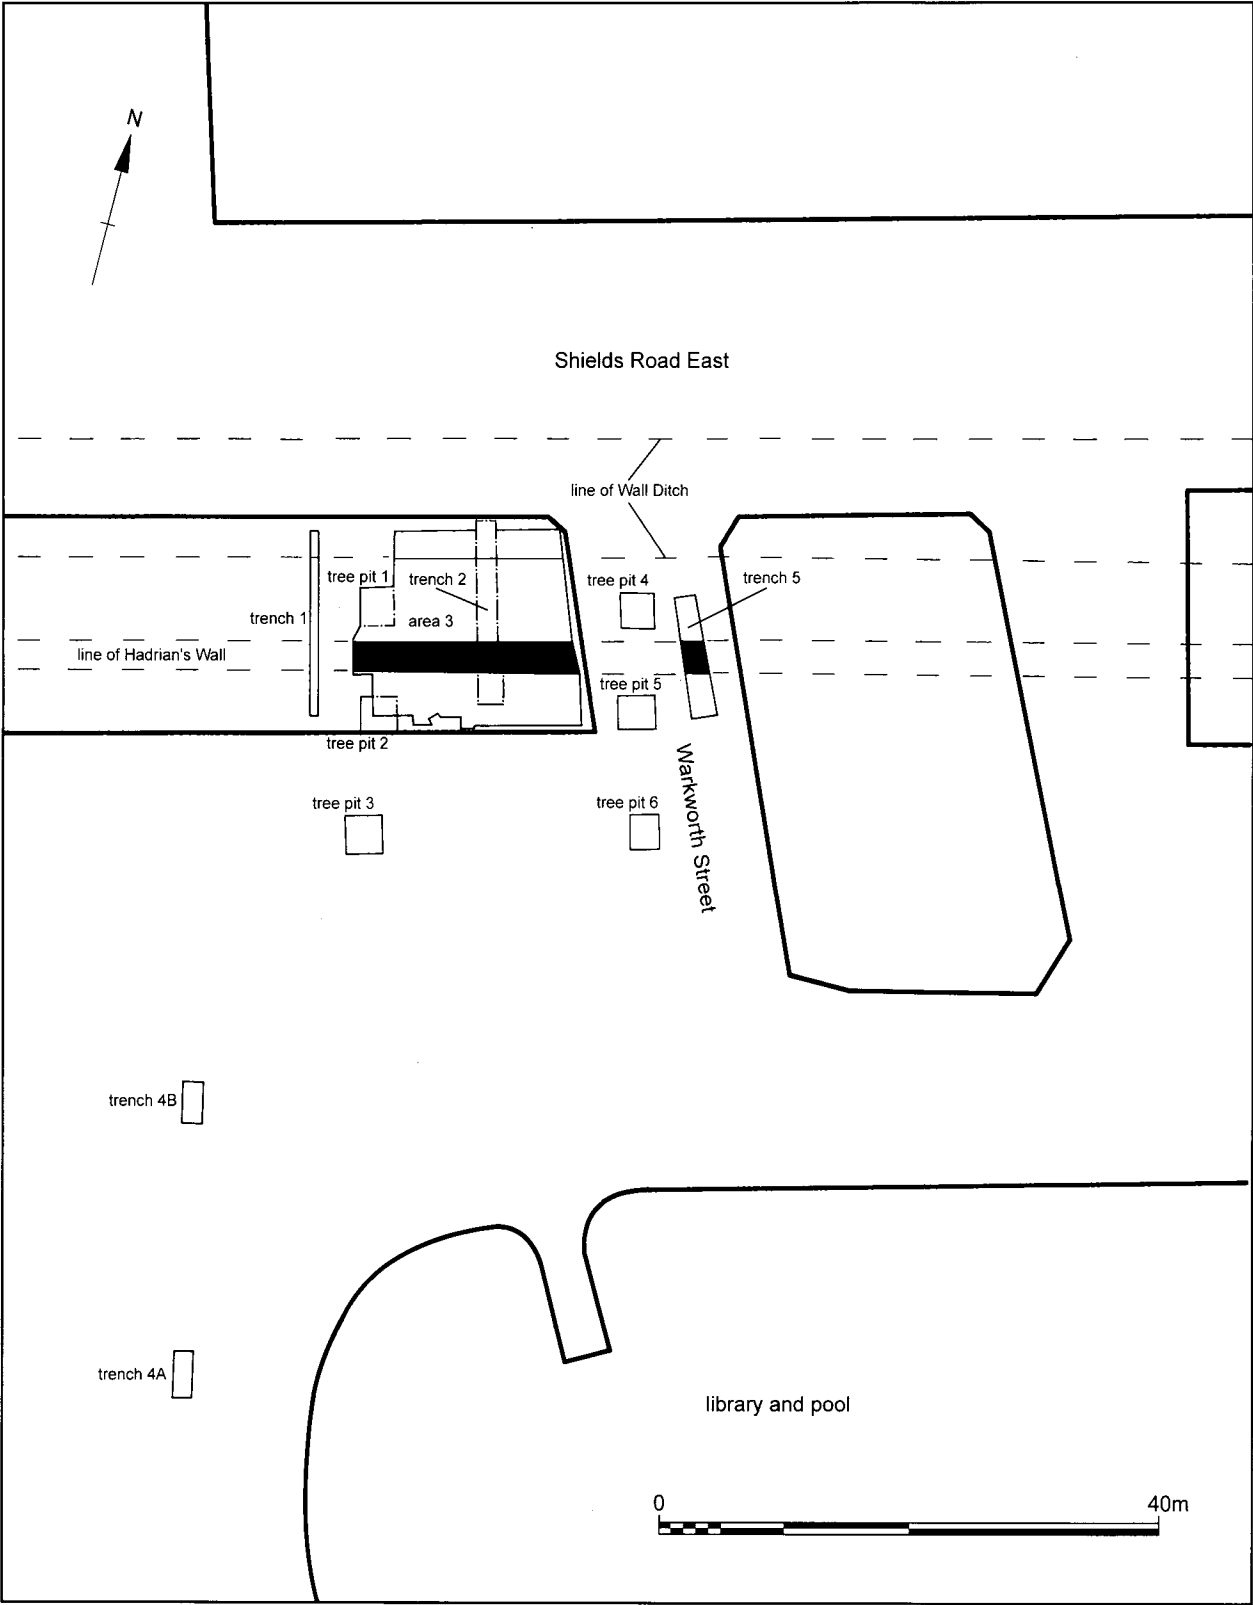 N
Shields Road East
line of Wall Ditch
tree pit 1
trench 2
tree pit 4
trench 5
trench 1
area 3
line of Hadrian's Wall
tree pit 5
tree pit 2
Warkworth Street
tree pit 3
tree pit 6
trench 4B
trench 4A
library and pool
0
40m